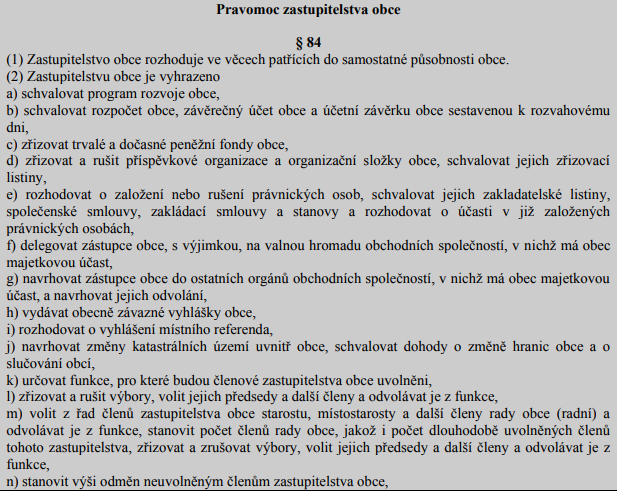 Pravomoc zastupitelstva obce
§ 84
(1) Zastupitelstvo obce rozhoduje ve věcech patřících do samostatné působnosti obce.
(2) Zastupitelstvu obce je vyhrazeno
a) schvalovat program rozvoje obce,
b) schvalovat rozpočet obce, závěrečný účet obce a účetní závěrku obce sestavenou k rozvahovému
dni,
c) zřizovat trvalé a dočasné peněžní fondy obce,
d) zřizovat a rušit příspěvkové organizace a organizační složky obce, schvalovat jejich zřizovací
listiny,
e) rozhodovat o založení nebo rušení právnických osob, schvalovat jejich zakladatelské listiny,
společenské smlouvy, zakládací smlouvy a stanovy a rozhodovat o účasti v již založených
právnických osobách,
f) delegovat zástupce obce, s výjimkou, na valnou hromadu obchodních společností, v nichž má obec
majetkovou účast,
g) navrhovat zástupce obce do ostatních orgánů obchodních společností, v nichž má obec majetkovou
účast, a navrhovat jejich odvolání,
h) vydávat obecně závazné vyhlášky obce,
i) rozhodovat o vyhlášení místního referenda,
j) navrhovat změny katastrálních území uvnitř obce, schvalovat dohody o změně hranic obce a o
slučování obcí,
k) určovat funkce, pro které budou členové zastupitelstva obce uvolněni,
l) zřizovat a rušit výbory, volit jejich předsedy a další členy a odvolávat je z funkce,
m) volit z řad členů zastupitelstva obce starostu, místostarosty a další členy rady obce (radní) a
odvolávat je z funkce, stanovit počet členů rady obce, jakož i počet dlouhodobě uvolněných členů
tohoto zastupitelstva, zřizovat a zrušovat výbory, volit jejich předsedy a další členy a odvolávat je z
funkce,
n) stanovit výši odměn neuvolněným členům zastupitelstva obce,